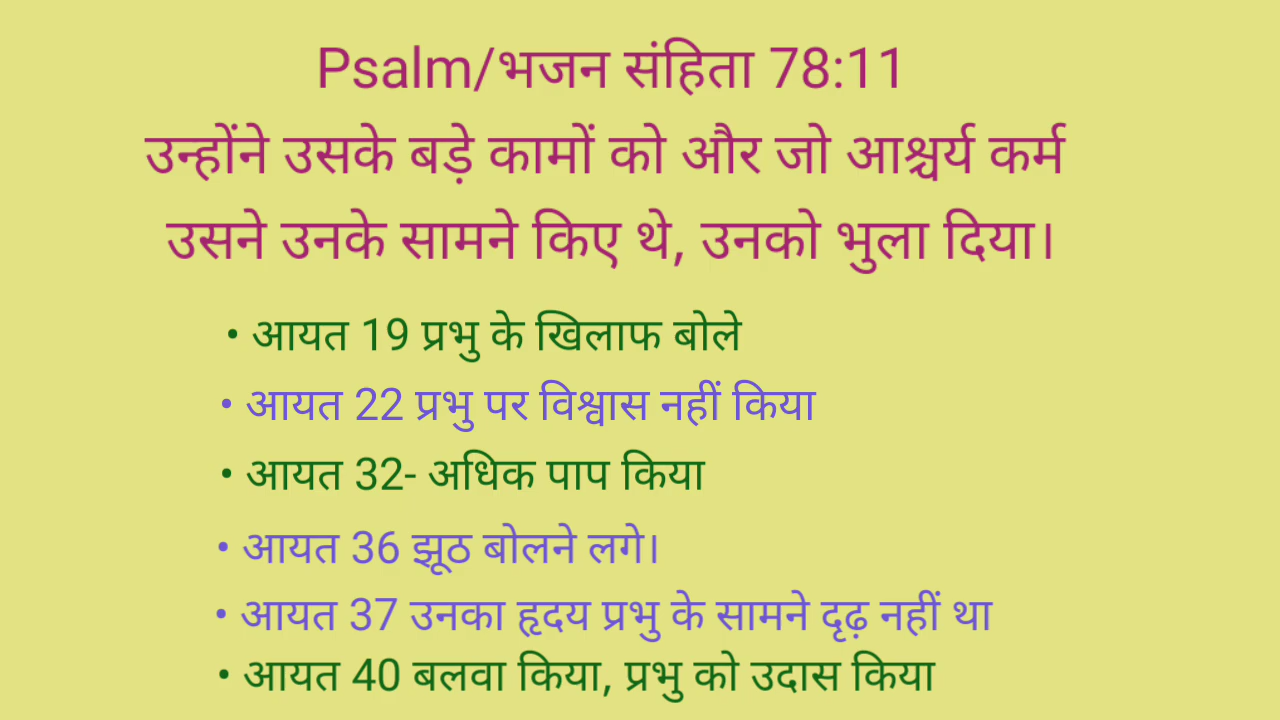 Psalm/भजन संहिता 78:11
उन्होंने उसके बड़े कामों को और जो आश्चर्य कर्म
उसने उनके सामने किए थे, उनको भुला दिया।
• आयत 19 प्रभु के खिलाफ बोले
• आयत 22 प्रभु पर विश्वास नहीं किया
• आयत 32- अधिक पाप किया
• आयत 36 झूठ बोलने लगे।
• आयत 37 उनका हृदय प्रभु के सामने दृढ़ नहीं था
• आयत 40 बलवा किया, प्रभु को उदास किया